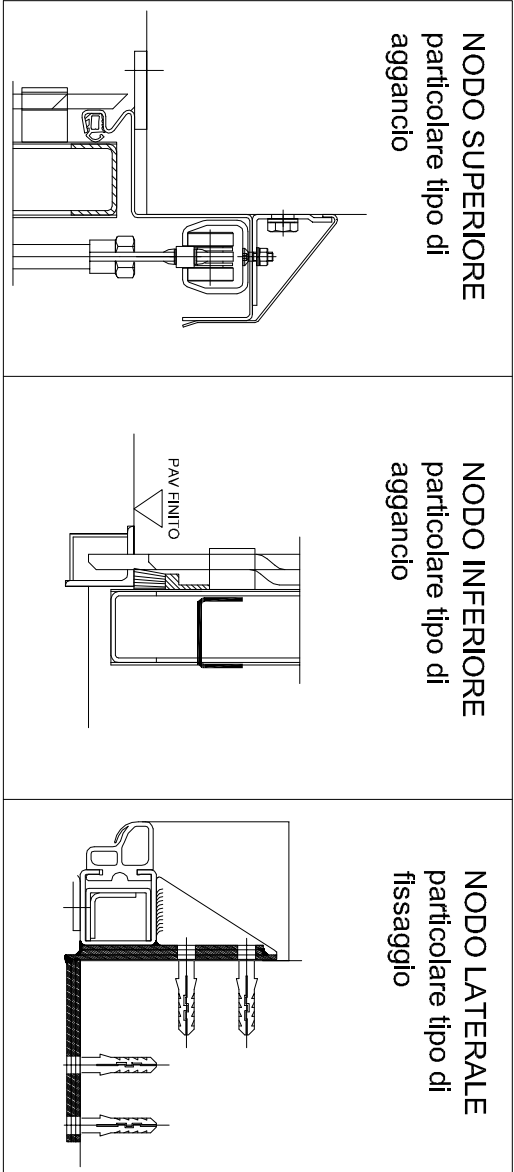 NODO SUPERIORE
particolare tipo di
aggancio
NODO INFERIORE
particolare tipo di
aggancio
PAV FINITO
NODO LATERALE
particolare tipo di
fissaggio